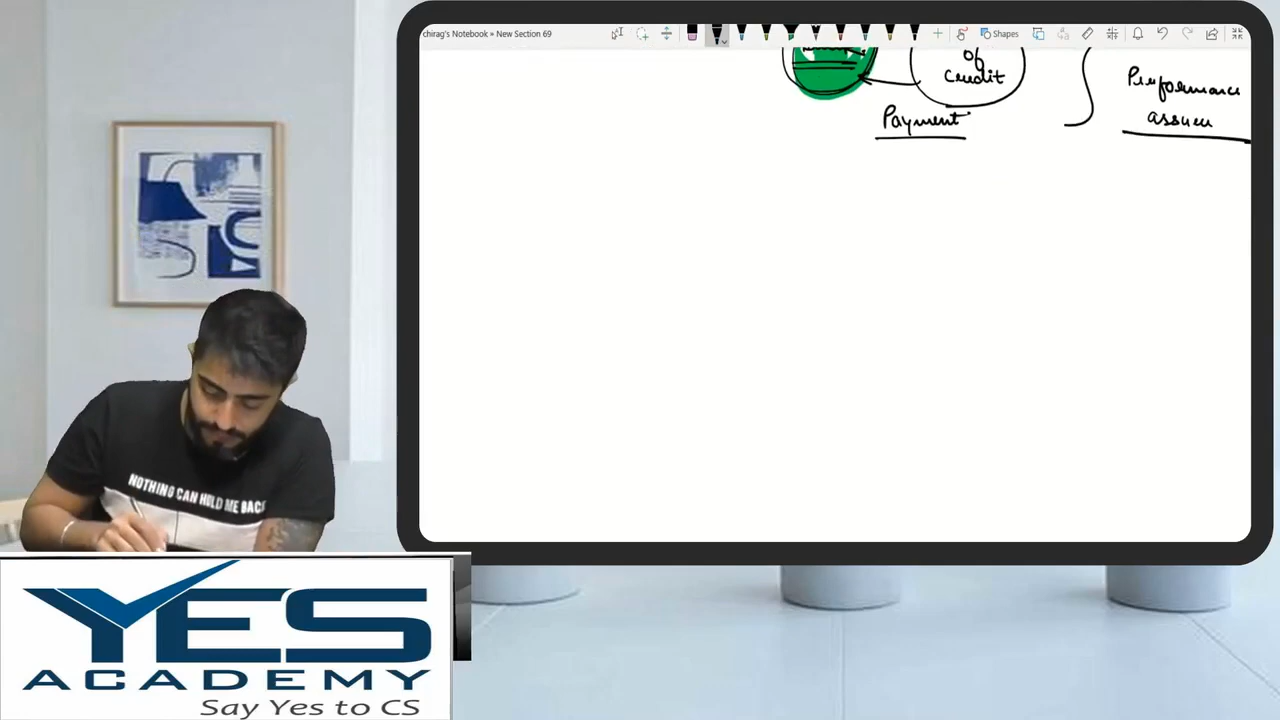 chirag's Notebook » New Section 69
Shapes
of
credit
Payment
Performance
NOTHING CAN HOLD ME BACK
YES
ACADEMY
Say Yes to CS